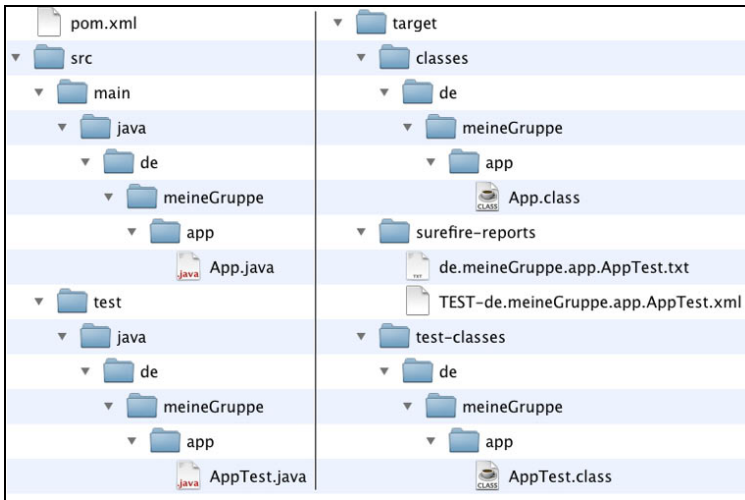 pom.xml
src
main
java
de
meineGruppe
app
App.java
test
java
de
meineGruppe
app
AppTest.java
target
classes
de
meineGruppe
app
App.class
surefire-reports
de.meineGruppe.app.AppTest.txt
TEST-de.meineGruppe.app.AppTest.xml
test-classes
de
meineGruppe
app
AppTest.class